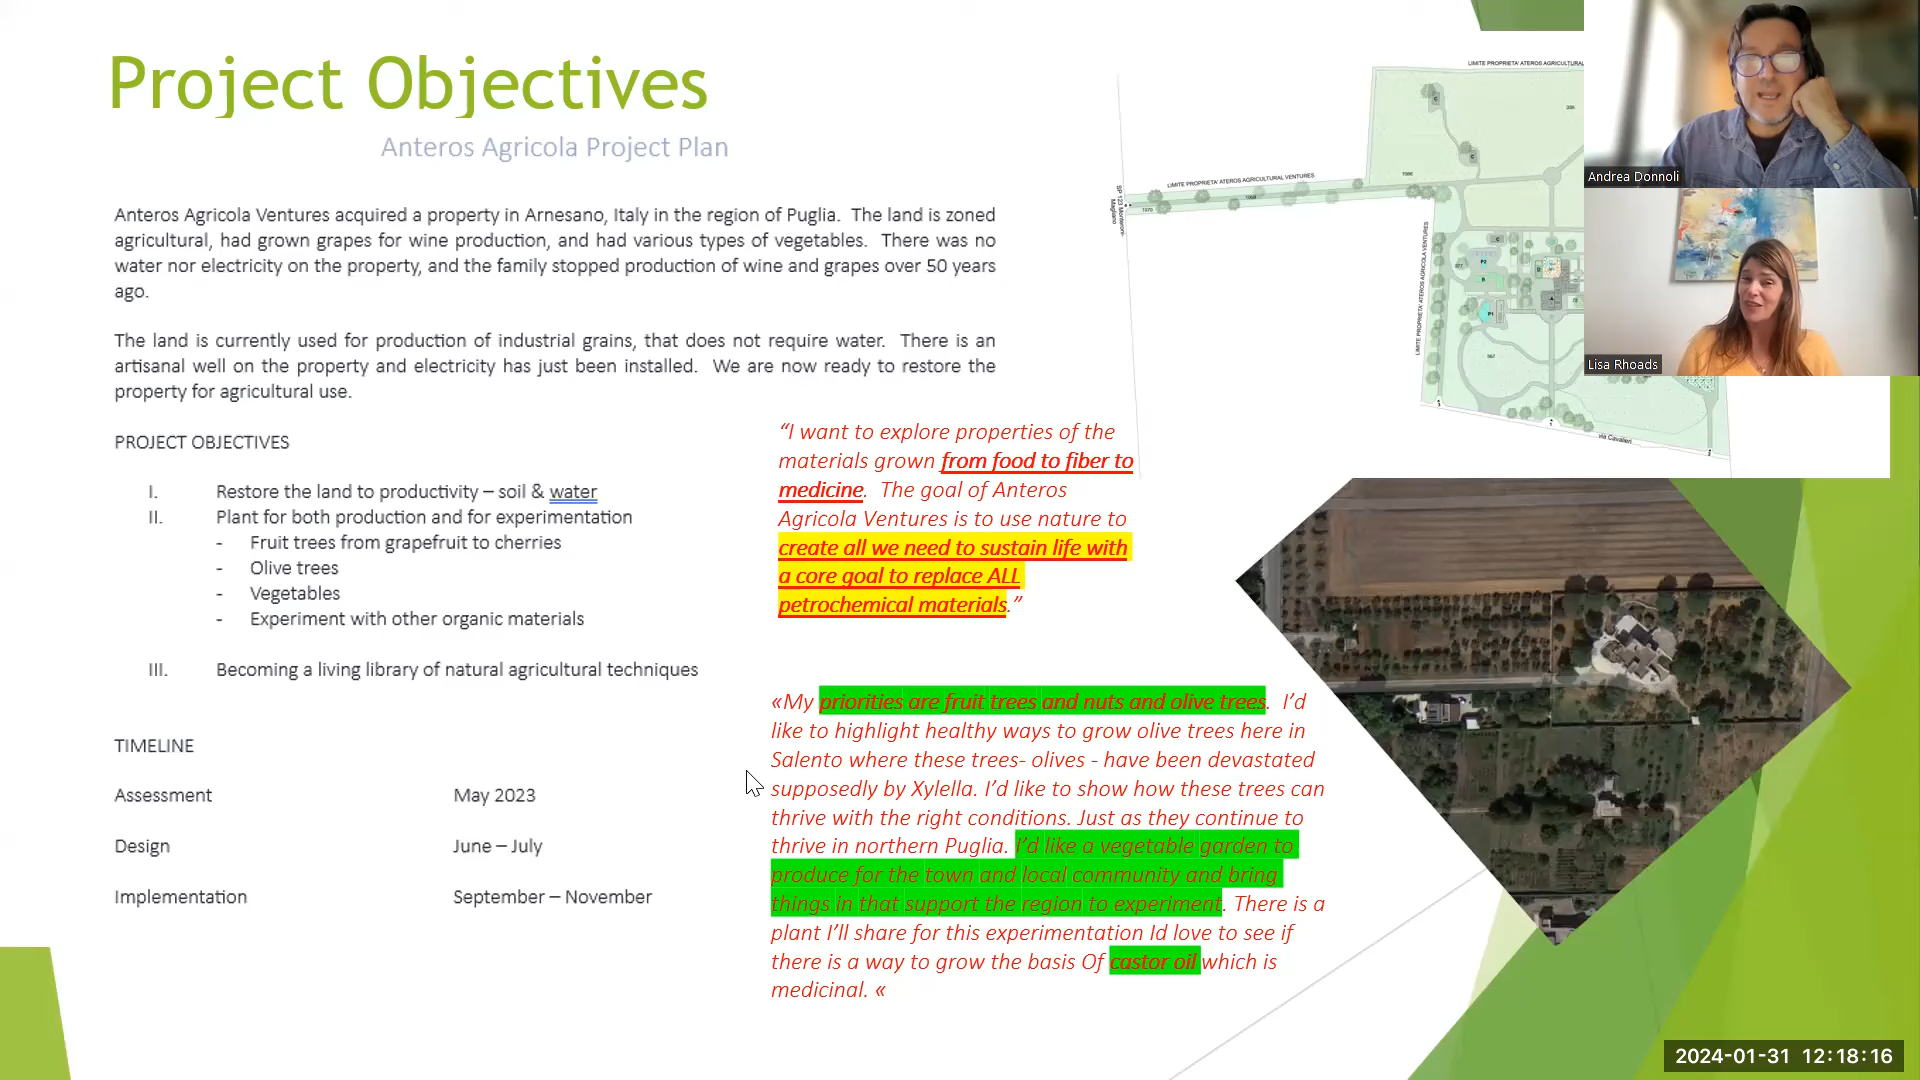 Project Objectives
Anteros Agricola Project Plan
Anteros Agricola Ventures acquired a property in Arnesano, Italy in the region of Puglia. The land is zoned
agricultural, had grown grapes for wine production, and had various types of vegetables. There was no
water nor electricity on the property, and the family stopped production of wine and grapes over 50 years
ago.
The land is currently used for production of industrial grains, that does not require water. There is an
artisanal well on the property and electricity has just been installed. We are now ready to restore the
property for agricultural use.
PROJECT OBJECTIVES
I. Restore the land to productivity – soil & water
II. Plant for both production and for experimentation
- Fruit trees from grapefruit to cherries
- Olive trees
- Vegetables
- Experiment with other organic materials
III. Becoming a living library of natural agricultural techniques
TIMELINE
Assessment May 2023
Design June – July
Implementation September – November
“I want to explore properties of the
materials grown from food to fiber to
medicine. The goal of Anteros
Agricola Ventures is to use nature to
create all we need to sustain life with
a core goal to replace ALL
petrochemical materials.”
«My priorities are fruit trees and nuts and olive trees. I’d
like to highlight healthy ways to grow olive trees here in
Salento where these trees- olives - have been devastated
supposedly by Xylella. I’d like to show how these trees can
thrive with the right conditions. Just as they continue to
thrive in northern Puglia. I’d like a vegetable garden to
produce for the town and local community and bring
things in that support the region to experiment. There is a
plant I’ll share for this experimentation Id love to see if
there is a way to grow the basis Of castor oil which is
medicinal. «
LIMITE PROPRIETA' ATEROS AGRICULTURAL
LIMITE PROPRIETA' ATEROS AGRICULTURAL VENTURES
LIMITE PROPRIETA' ATEROS AGRICOLA VENTURES
via Cavalieri
Andrea Donnoli
Lisa Rhoads
2024-01-31 12:18:16